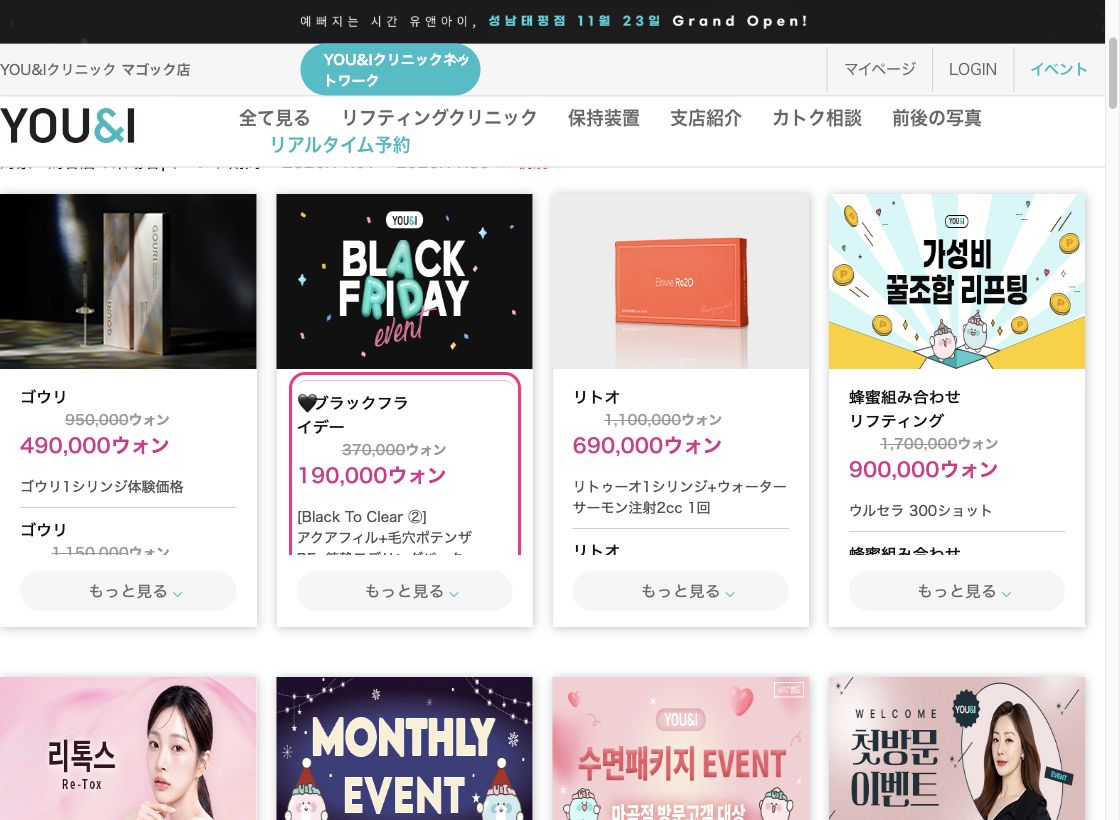 예뻐지는 시간 유앤아이, 성남태평점 11월 23일 Grand Open!
YOU&Iクリニック マゴック店
YOU&Iクリニックネットワーク
マイページ
LOGIN
イベント
YOU&I
全て見る
リフティングクリニック
保持装置
支店紹介
カトク相談
前後の写真
リアルタイム予約
GOURI
GOURI
YOU&I
BLACK
FRIDAY
event
Re2O
YOU&I
가성비
꿀조합 리프팅
ゴウリ
950,000ウォン
490,000ウォン
ゴウリ1シリンジ体験価格
ゴウリ
1,150,000ウォン
もっと見る
🖤ブラックフラ
イデー
370,000ウォン
190,000ウォン
[Black To Clear ②]
アクアフィル+毛穴ポテンザ
もっと見る
リトオ
1,100,000ウォン
690,000ウォン
リトゥーオ1シリンジ+ウォーター
サーモン注射2cc 1回
リトオ
もっと見る
蜂蜜組み合わせ
リフティング
1,700,000ウォン
900,000ウォン
ウルセラ 300ショット
蜂蜜組み合わせ
もっと見る
리톡스
Re-Tox
MONTHLY
EVENT
VAT별도
YOU&I
수면패키지 EVENT
마곡점 방문고객 대상
WELCOME
YOU&I
첫방문
이벤트
EVENT